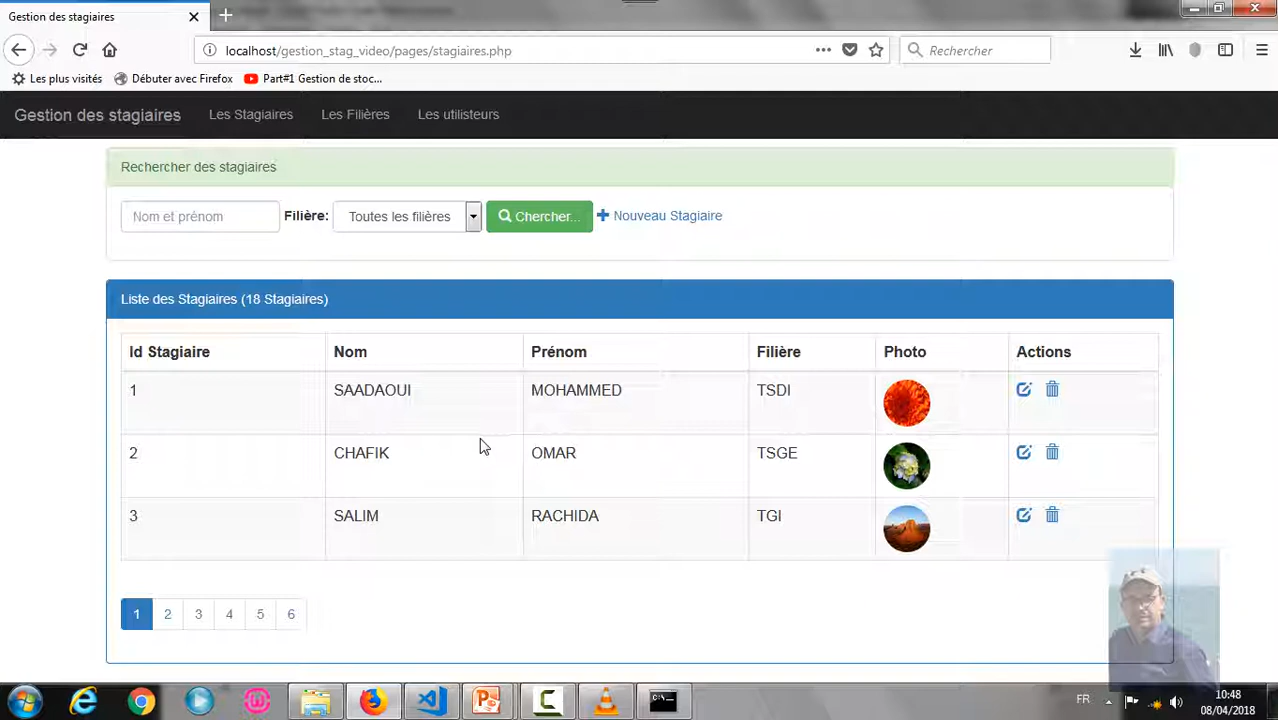 Gestion des stagiaires
localhost/gestion_stag_video/pages/stagiaires.php
Rechercher
Les plus visités
Débuter avec Firefox
Part#1 Gestion de stoc...
Gestion des stagiaires
Les Stagiaires
Les Filières
Les utilisteurs
Rechercher des stagiaires
Nom et prénom
Filière:
Toutes les filières
Chercher...
Nouveau Stagiaire
Liste des Stagiaires (18 Stagiaires)
Id Stagiaire Nom Prénom Filière Photo Actions
1 SAADAOUI MOHAMMED TSDI
2 CHAFIK OMAR TSGE
3 SALIM RACHIDA TGI
1 2 3 4 5 6
FR
10:48
08/04/2018